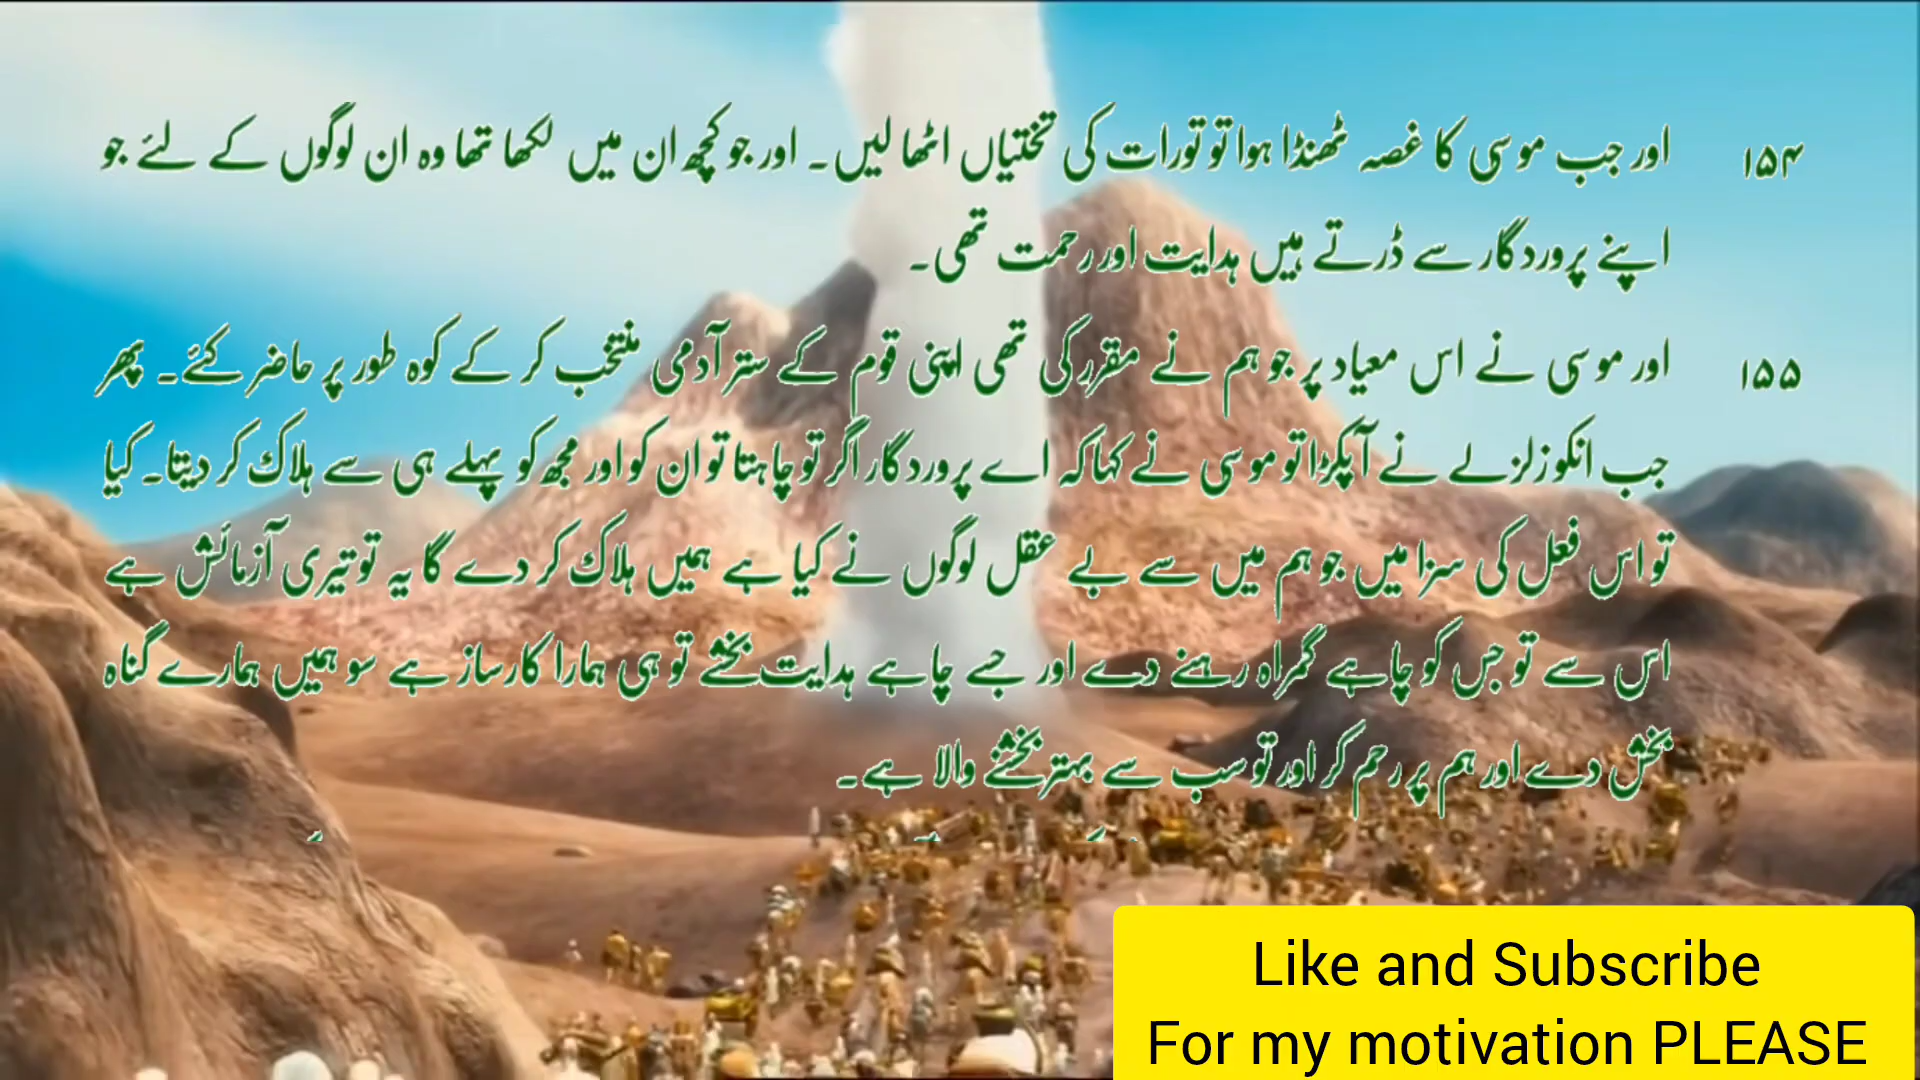 ۱۵۴ اور جب موسی کا غصہ ٹھنڈا ہوا تو تورات کی تختیاں اٹھا لیں۔ اور جو کچھ ان میں لکھا تھا وہ ان لوگوں کے لئے جو
اپنے پروردگار سے ڈرتے ہیں ہدایت اور رحمت تھی۔
۱۵۵ اور موسی نے اس معیاد پر جو ہم نے مقرر کی تھی اپنی قوم کے ستر آدمی منتخب کر کے کوہ طور پر حاضر کئے۔ پھر
جب انکو زلزلے نے آپکڑا تو موسی نے کہا کہ اے پروردگار اگر تو چاہتا تو ان کو اور مجھ کو پہلے ہی سے ہلاک کر دیتا۔ کیا
تو اس فعل کی سزا میں جو ہم میں سے بے عقل لوگوں نے کیا ہے ہمیں ہلاک کر دے گا یہ تو تیری آزمائش ہے
اس سے تو جس کو چاہے گمراہ رہنے دے اور جسے چاہے ہدایت بخشے تو ہی ہمارا کارساز ہے سو ہمیں ہمارے گناہ
بخش دے اور ہم پر رحم کر اور تو سب سے بہتر بخشنے والا ہے۔
Like and Subscribe
For my motivation PLEASE